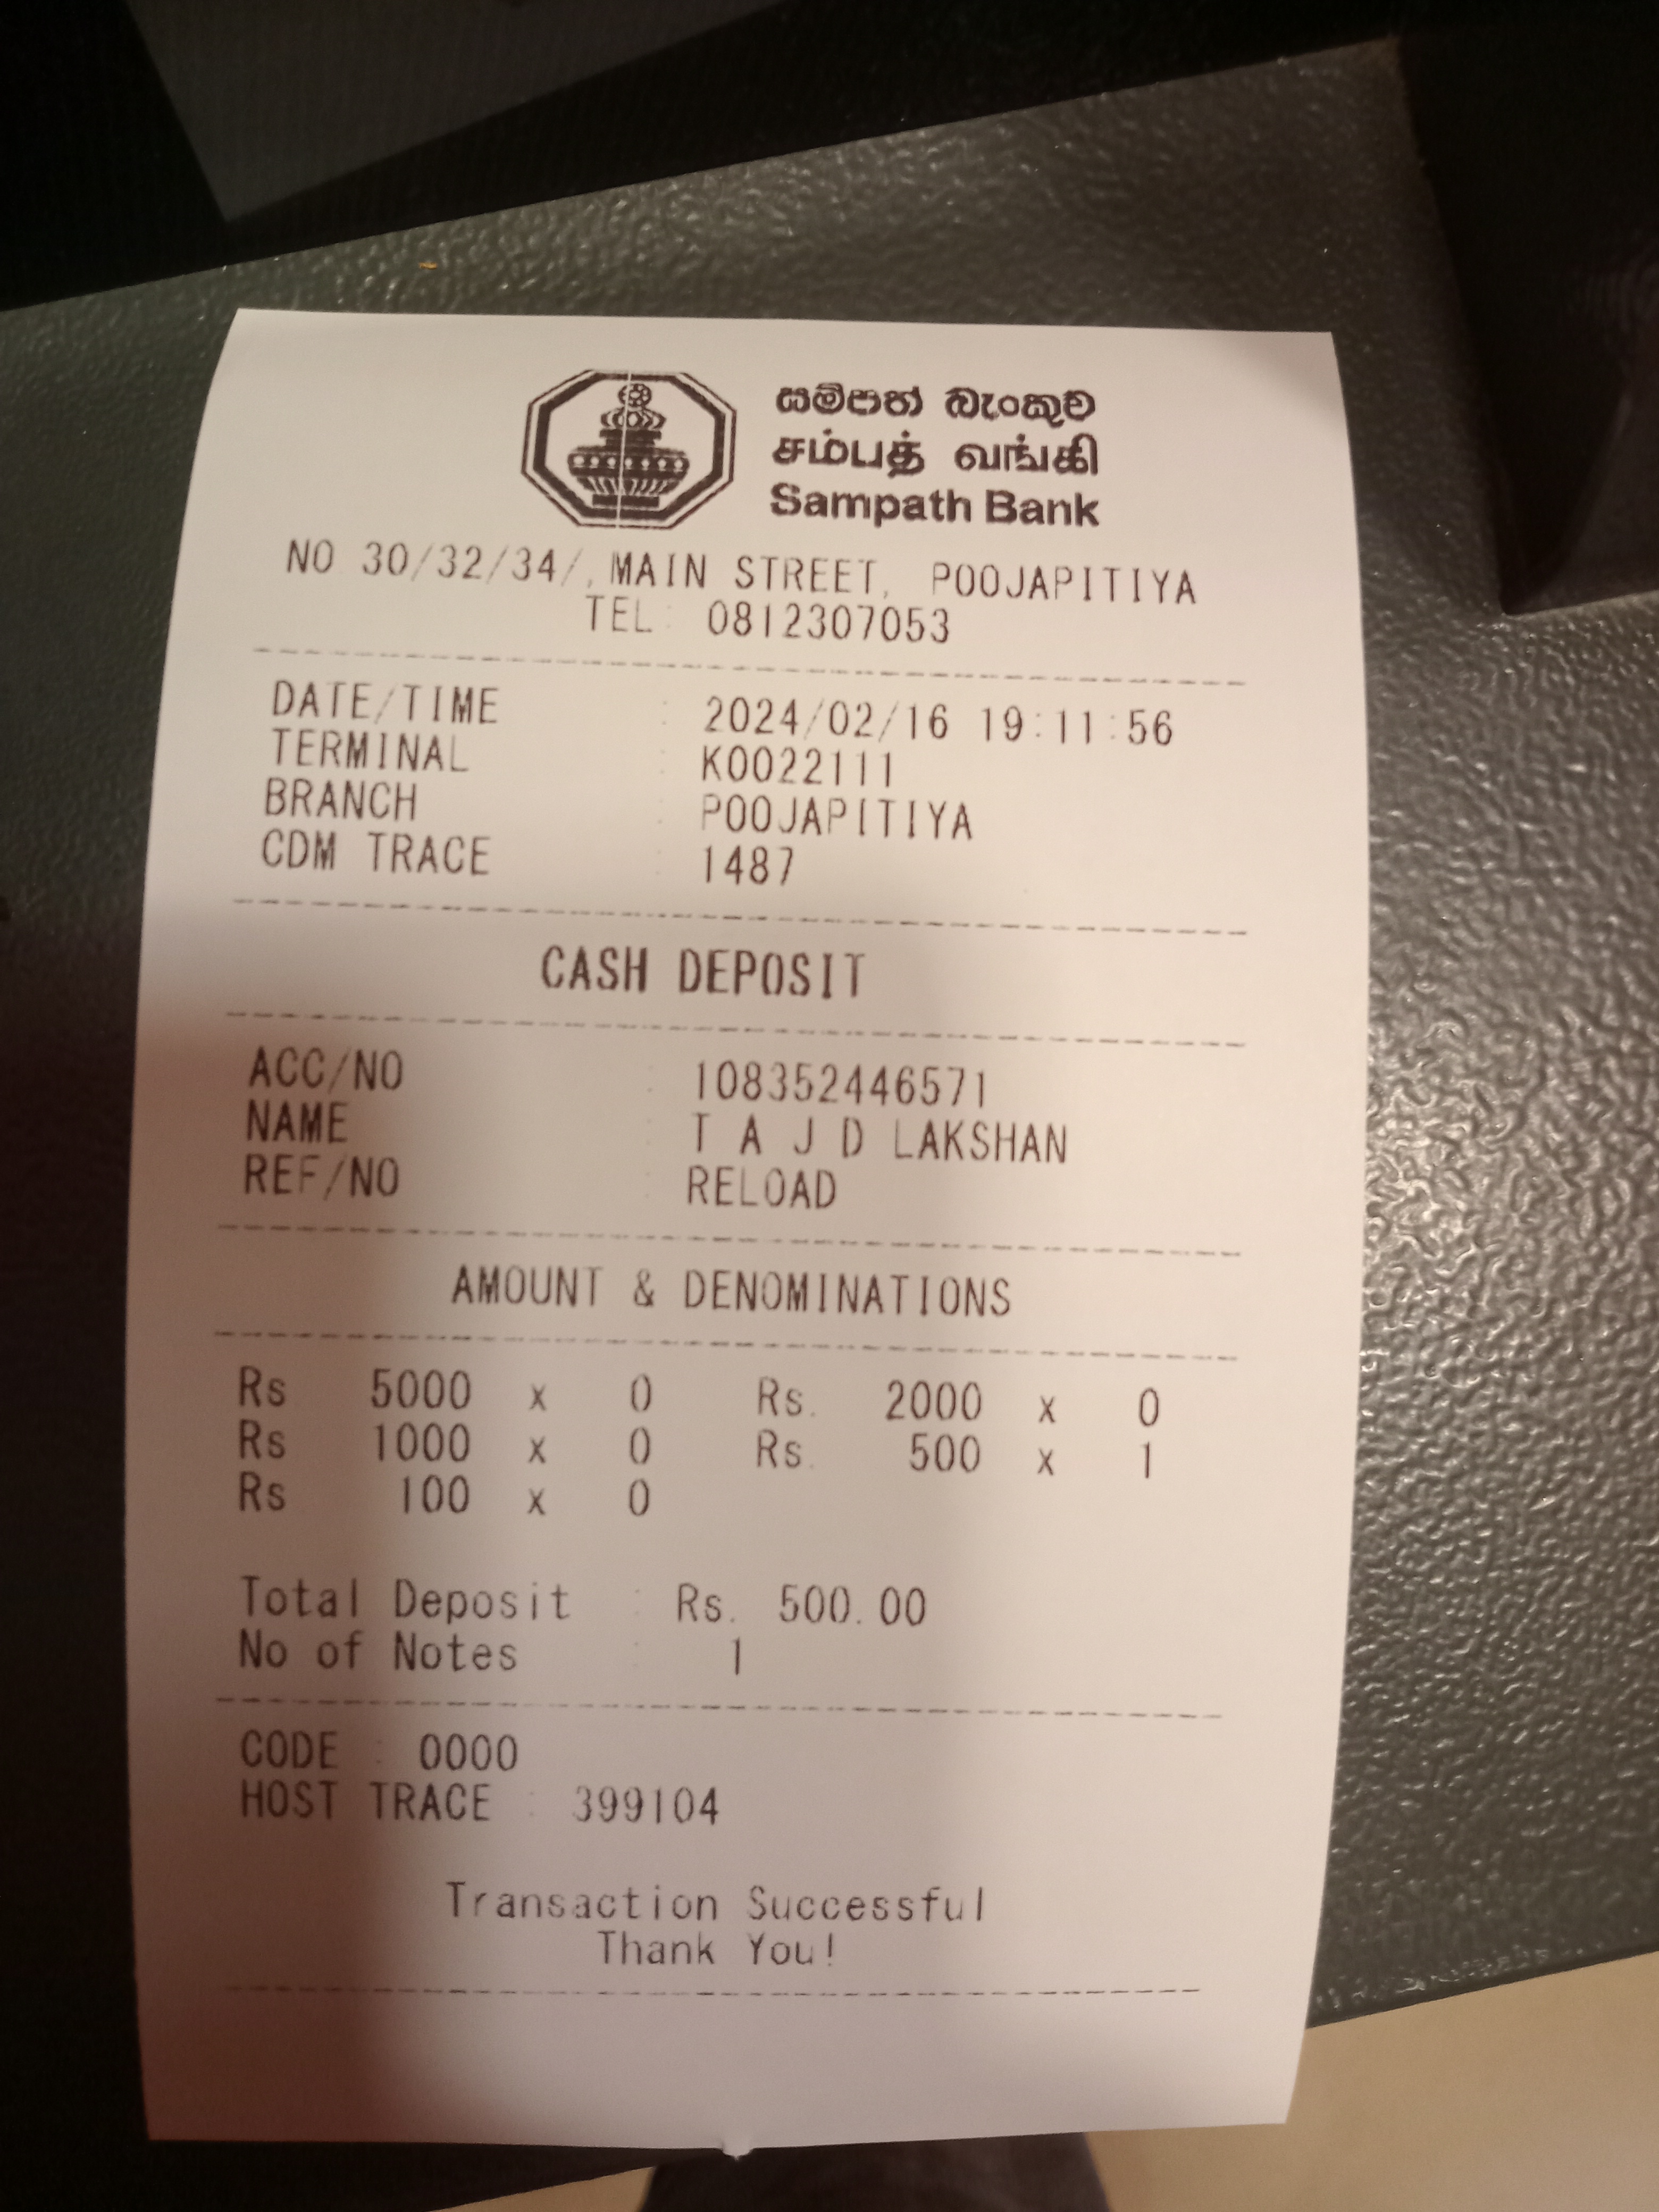 සම්පත් බැංකුව
சம்பத் வங்கி
Sampath Bank
NO 30/32/34/, MAIN STREET, POOJAPITIYA
TEL: 0812307053
DATE/TIME : 2024/02/16 19:11:56
TERMINAL : K0022111
BRANCH : POOJAPITIYA
CDM TRACE : 1487
CASH DEPOSIT
ACC/NO : 108352446571
NAME : T A J D LAKSHAN
REF/NO : RELOAD
AMOUNT & DENOMINATIONS
Rs 5000 x 0 Rs. 2000 x 0
Rs 1000 x 0 Rs. 500 x 1
Rs 100 x 0
Total Deposit : Rs. 500.00
No of Notes : 1
CODE : 0000
HOST TRACE : 399104
Transaction Successful
Thank You!